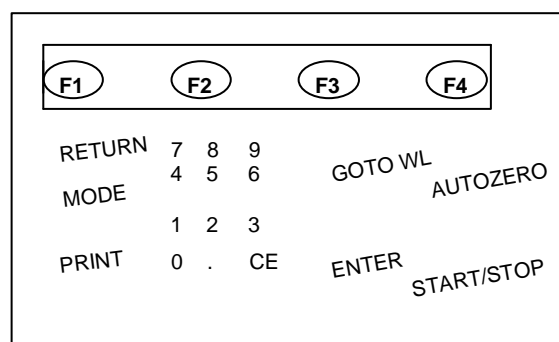 F1 F2 F3 F4
RETURN 7 8 9
4 5 6
GOTO WL
AUTOZERO
MODE
1 2 3
PRINT 0 . CE
ENTER
START/STOP